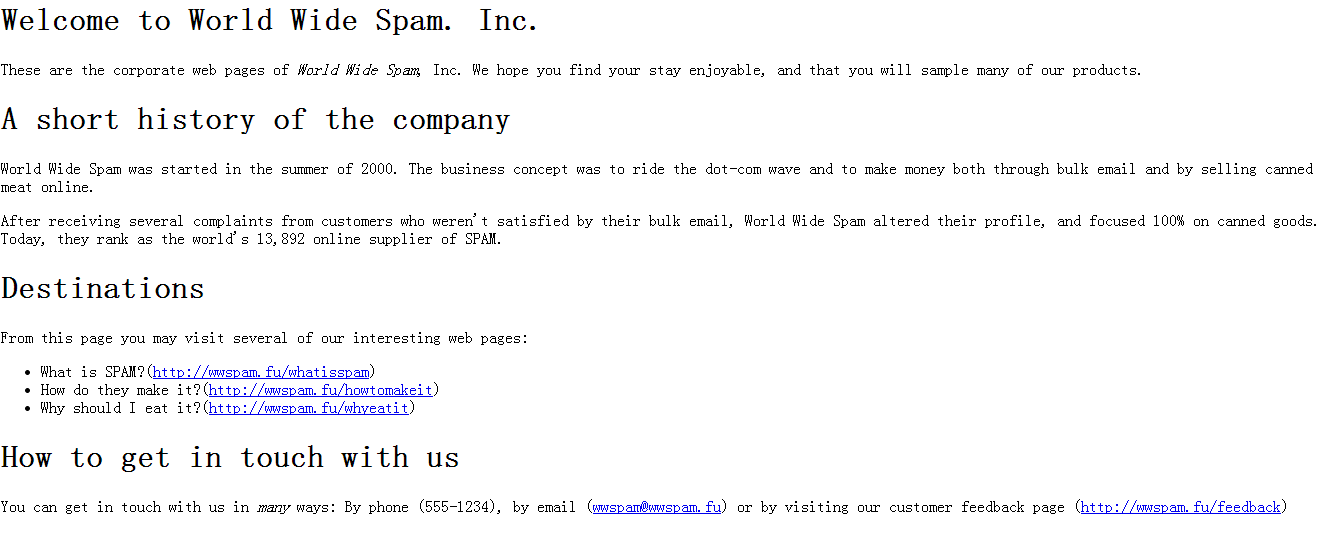 Welcome to World Wide Spam. Inc.
These are the corporate web pages of World Wide Spam, Inc. We hope you find your stay enjoyable, and that you will sample many of our products.
A short history of the company
World Wide Spam was started in the summer of 2000. The business concept was to ride the dot-com wave and to make money both through bulk email and by selling canned
meat online.
After receiving several complaints from customers who weren't satisfied by their bulk email, World Wide Spam altered their profile, and focused 100% on canned goods.
Today, they rank as the world's 13,892 online supplier of SPAM.
Destinations
From this page you may visit several of our interesting web pages:
• What is SPAM?(http://wwspam.fu/whatisspam)
• How do they make it?(http://wwspam.fu/howtomakeit)
• Why should I eat it?(http://wwspam.fu/whyeatit)
How to get in touch with us
You can get in touch with us in many ways: By phone (555-1234), by email (wwspam@wwspam.fu) or by visiting our customer feedback page (http://wwspam.fu/feedback)